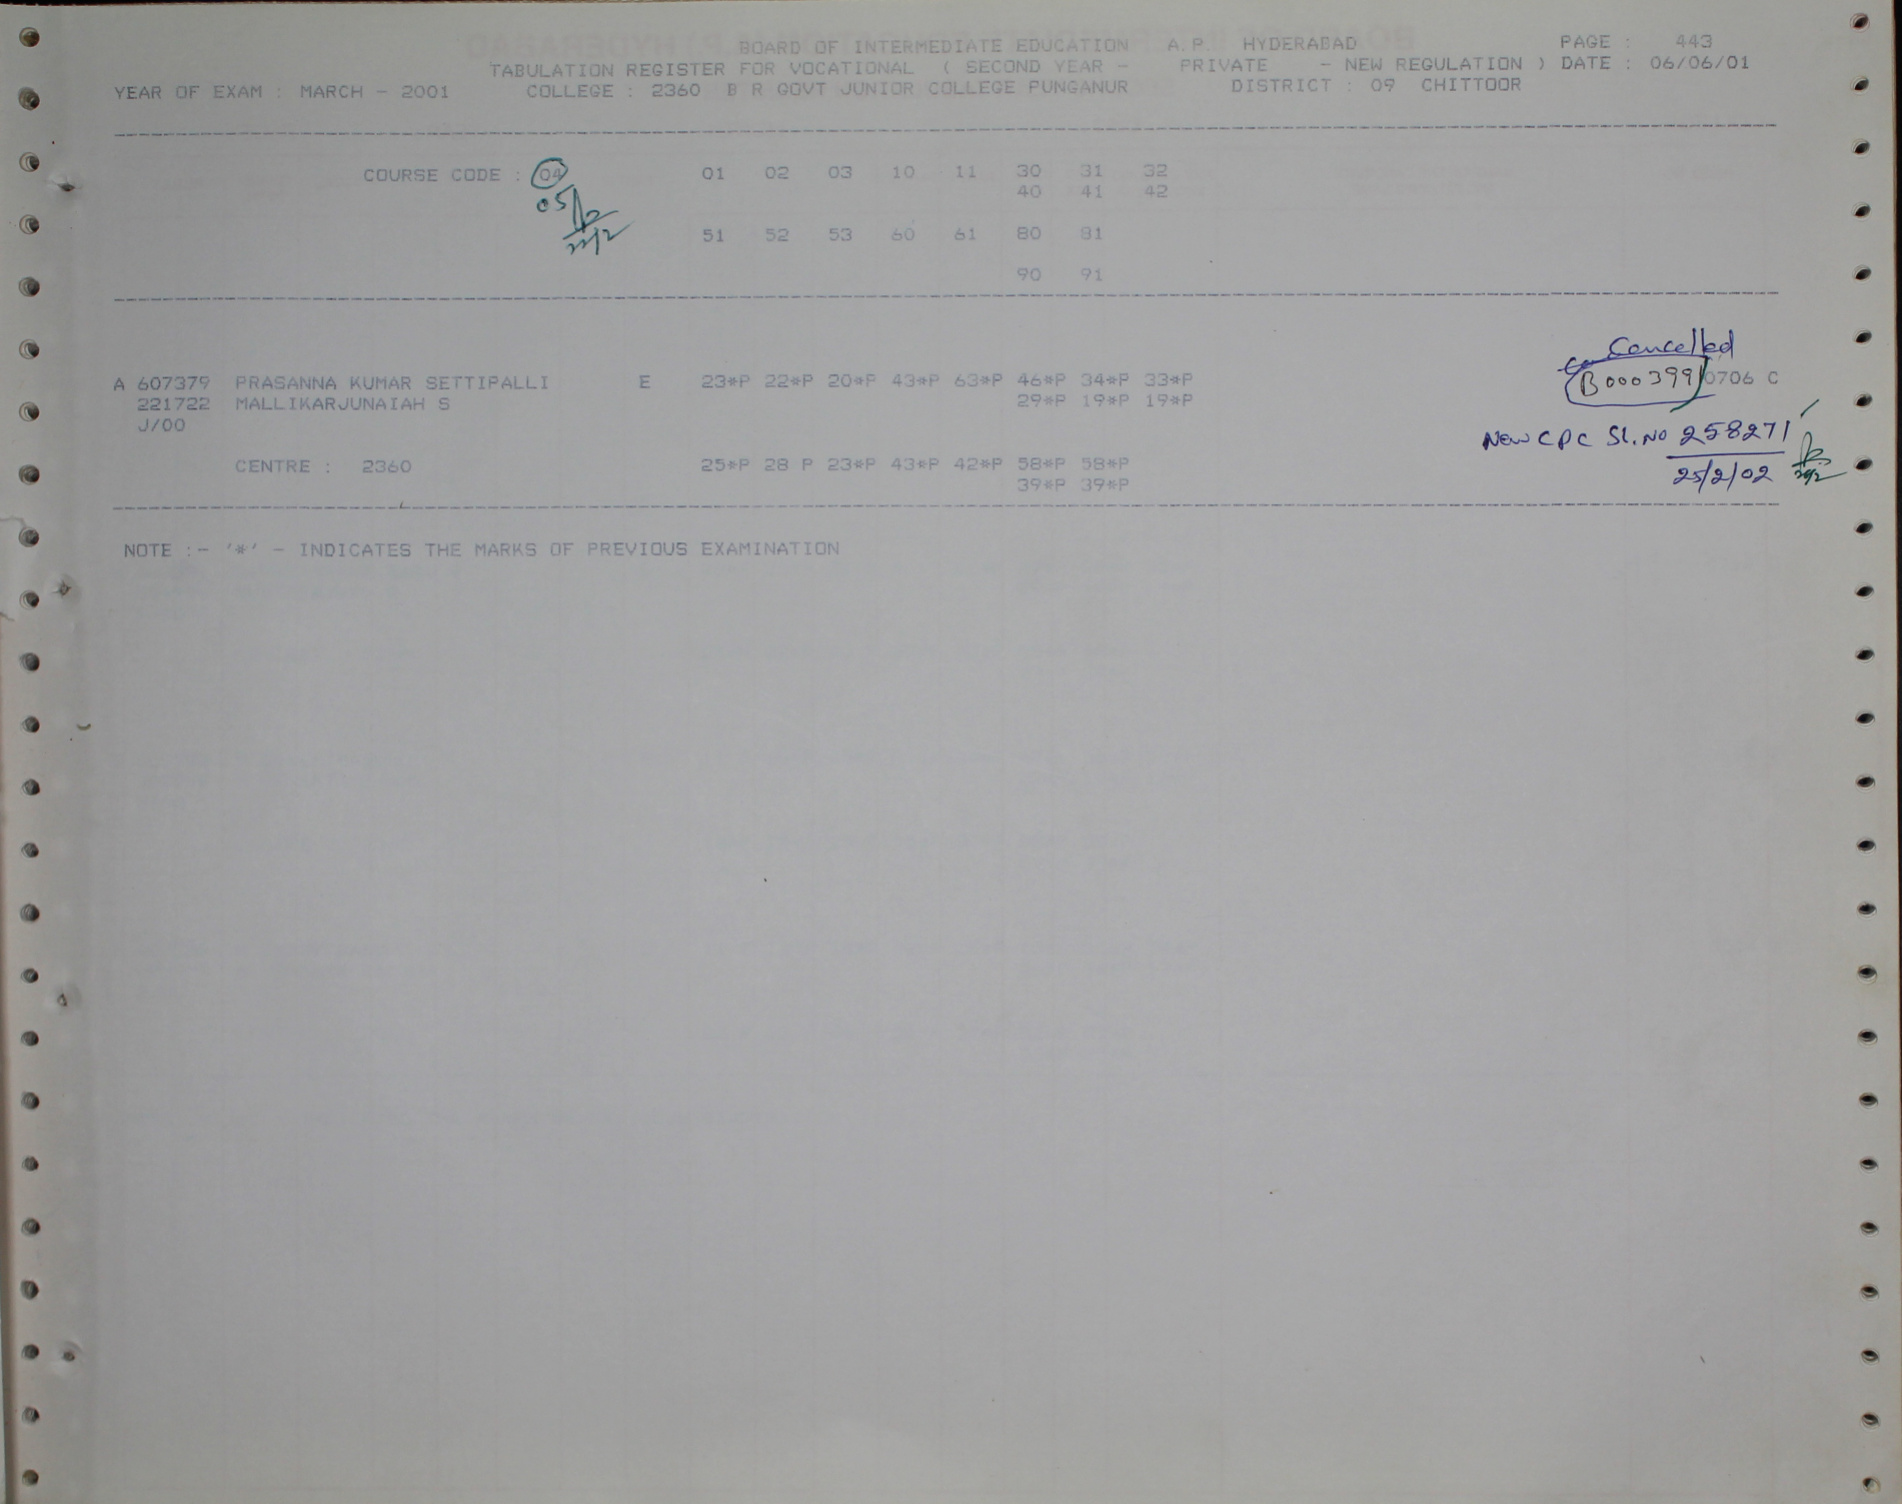 BOARD OF INTERMEDIATE EDUCATION A.P. HYDERABAD PAGE : 443
TABULATION REGISTER FOR VOCATIONAL ( SECOND YEAR - PRIVATE - NEW REGULATION ) DATE : 06/06/01
YEAR OF EXAM : MARCH - 2001 COLLEGE : 2360 B R GOVT JUNIOR COLLEGE PUNGANUR DISTRICT : 09 CHITTOOR
COURSE CODE : 04 01 02 03 10 11 30 31 32
40 41 42
05
22/2
51 52 53 60 61 80 81
90 91
Cancelled
A 607379 PRASANNA KUMAR SETTIPALLI E 23*P 22*P 20*P 43*P 63*P 46*P 34*P 33*P B000399 0706 C
221722 MALLIKARJUNAIAH S 29*P 19*P 19*P
J/00
New CPC Sl.No 258271
CENTRE : 2360 25*P 28 P 23*P 43*P 42*P 58*P 58*P
25/2/02
39*P 39*P
NOTE :- '*' - INDICATES THE MARKS OF PREVIOUS EXAMINATION